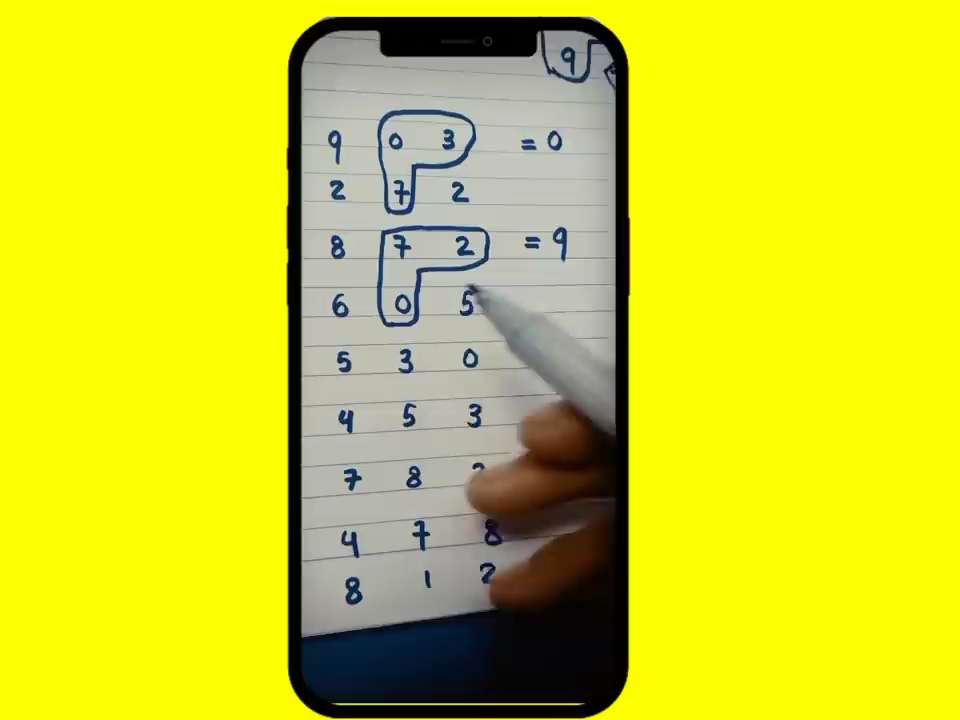 9
9 0 3 = 0
2 7 2
8 7 2 = 9
6 0 5
5 3 0
4 5 3
7 8
4 7 8
8 1 2